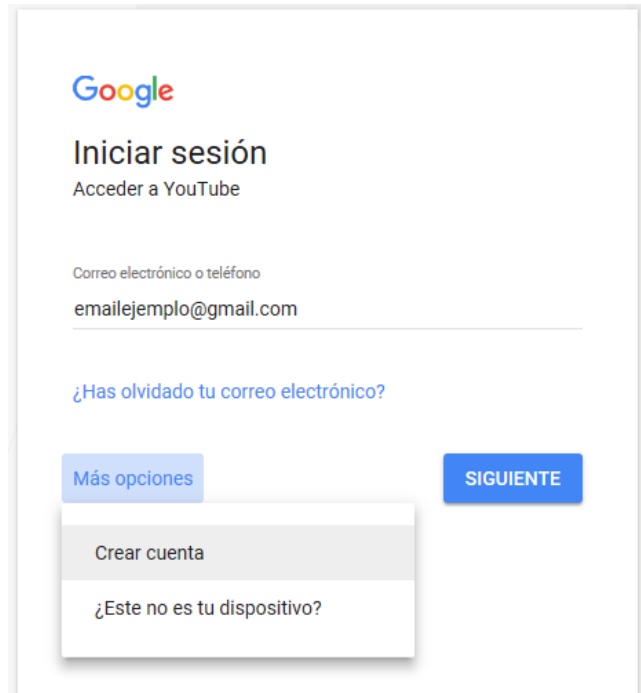 Google
Iniciar sesión
Acceder a YouTube
Correo electrónico o teléfono
emailejemplo@gmail.com
¿Has olvidado tu correo electrónico?
Más opciones
SIGUIENTE
Crear cuenta
¿Este no es tu dispositivo?